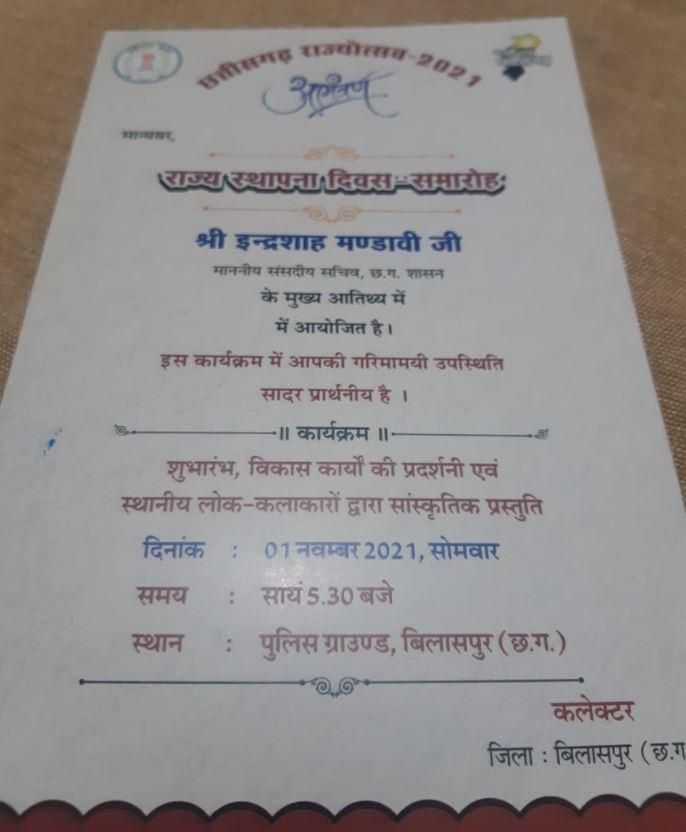 छत्तीसगढ़ राज्योत्सव-2021
आमंत्रण
मान्यवर,
राज्य स्थापना दिवस-समारोह
श्री इन्द्रशाह मण्डावी जी
माननीय संसदीय सचिव, छ.ग. शासन
के मुख्य आतिथ्य में
में आयोजित है।
इस कार्यक्रम में आपकी गरिमामयी उपस्थिति
सादर प्रार्थनीय है ।
॥ कार्यक्रम ॥
शुभारंभ, विकास कार्यों की प्रदर्शनी एवं
स्थानीय लोक-कलाकारों द्वारा सांस्कृतिक प्रस्तुति
दिनांक : 01 नवम्बर 2021, सोमवार
समय : सायं 5.30 बजे
स्थान : पुलिस ग्राउण्ड, बिलासपुर (छ.ग.)
कलेक्टर
जिला : बिलासपुर (छ.ग